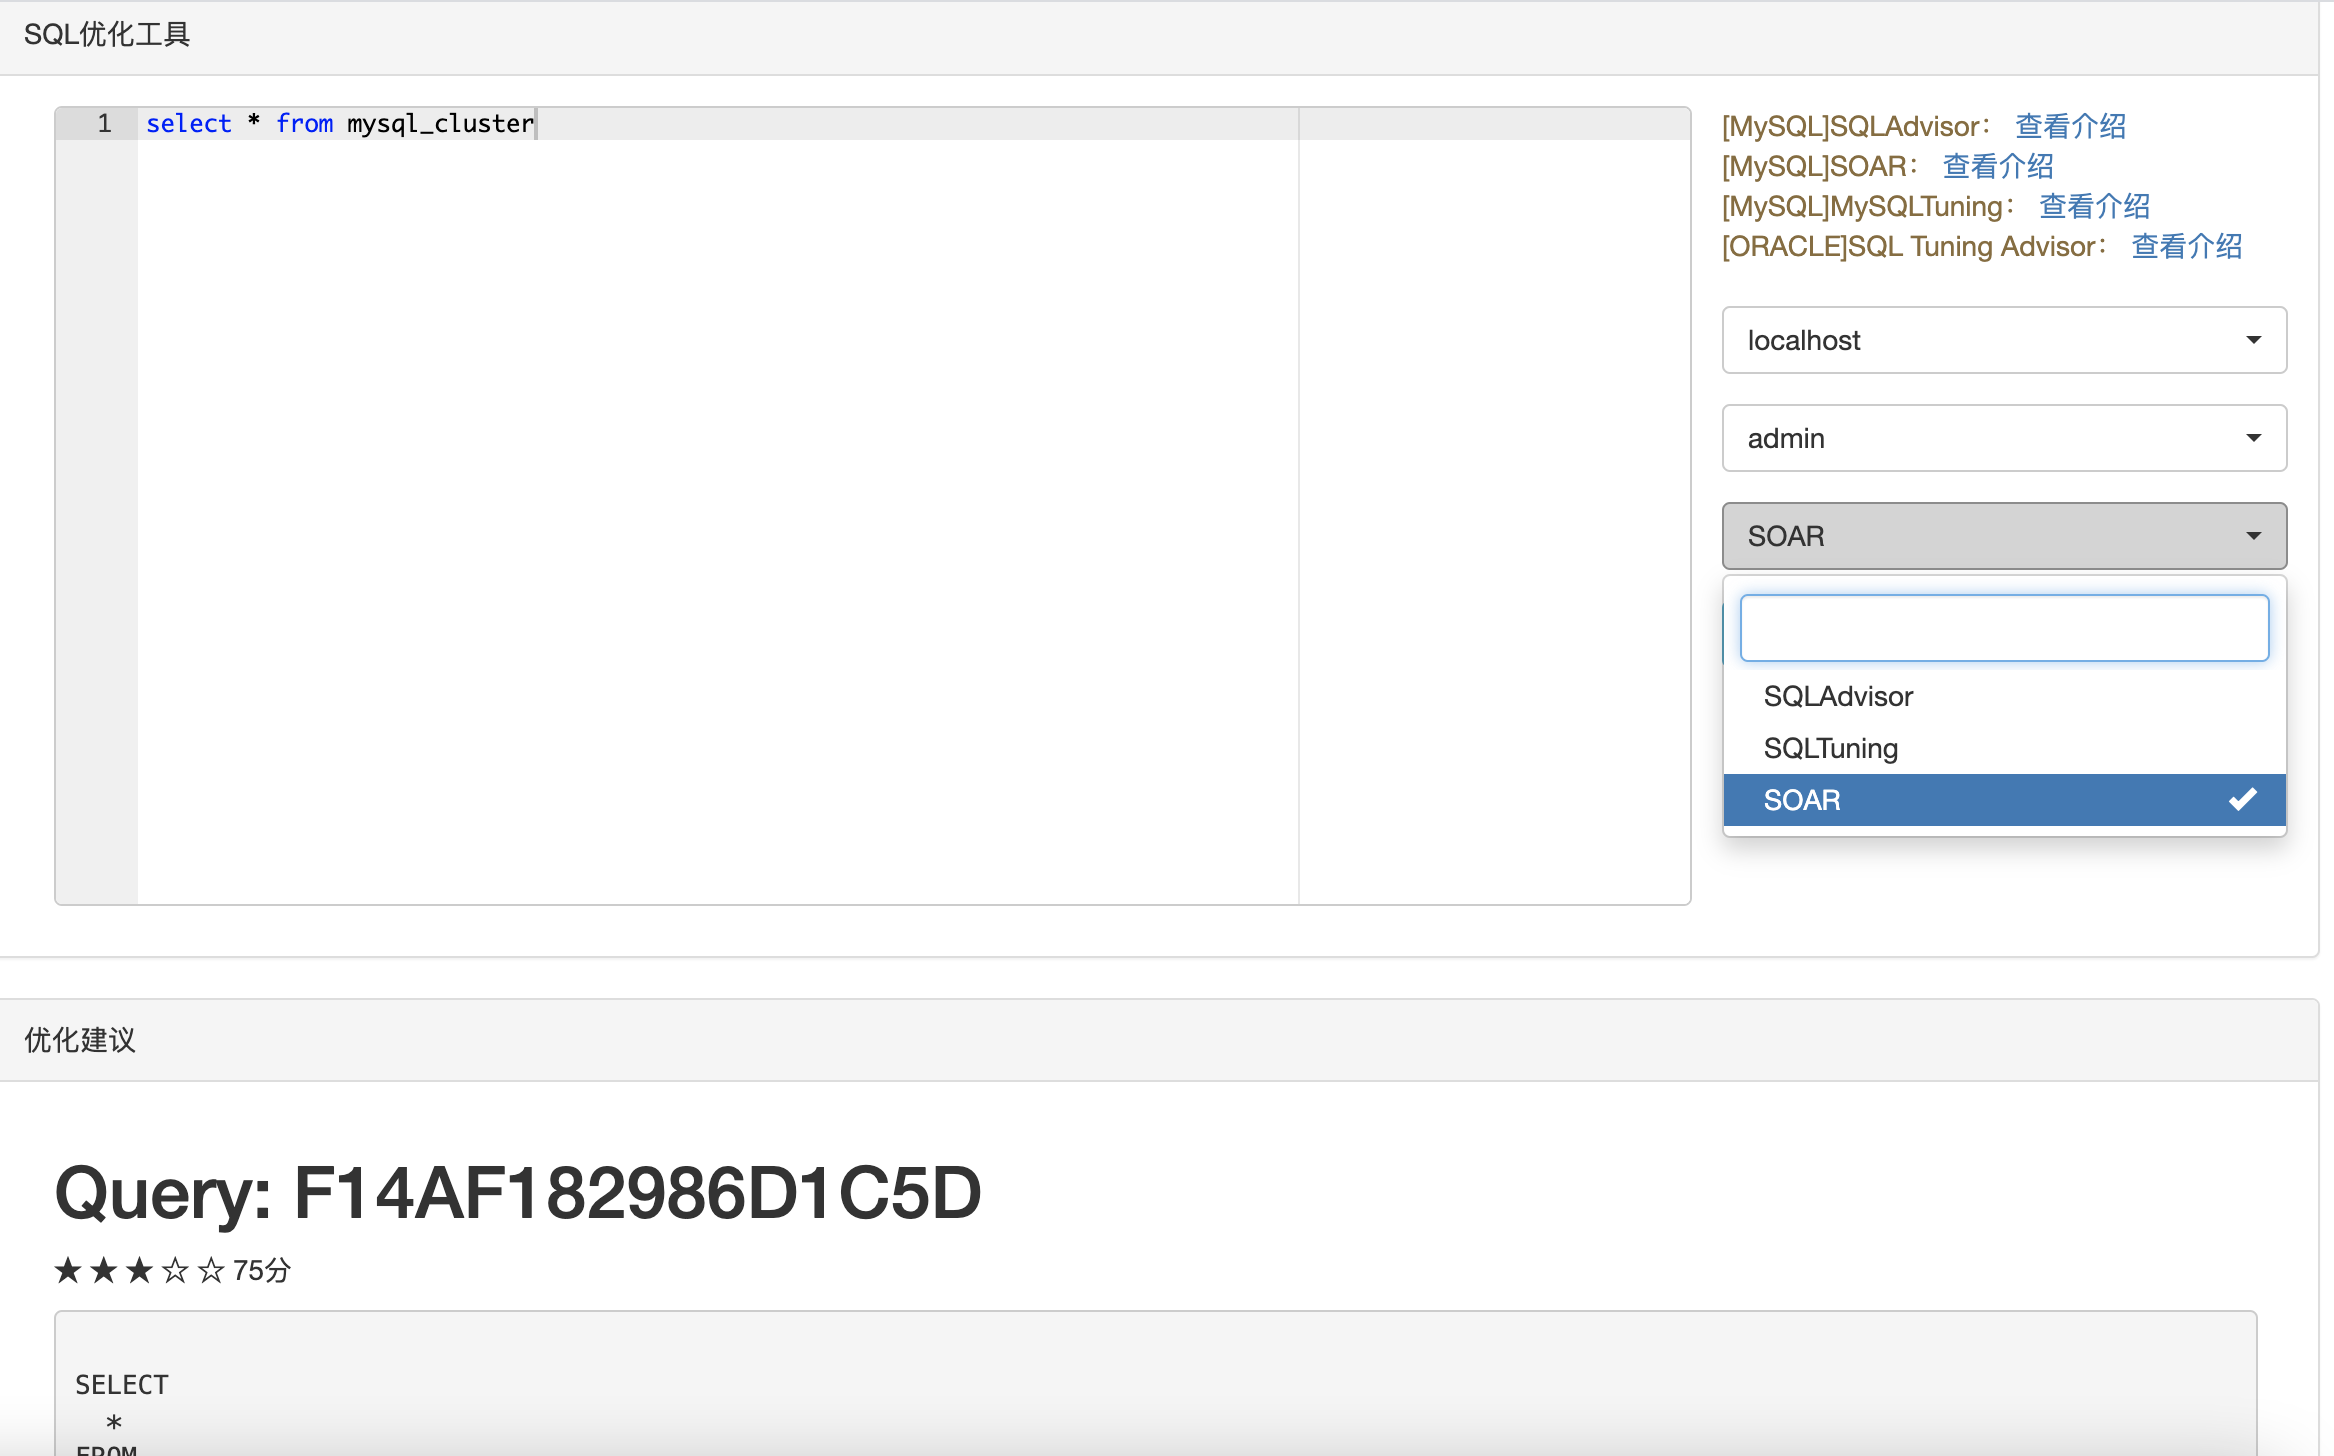 SQL优化工具
1
select * from mysql_cluster
[MySQL]SQLAdvisor： 查看介绍
[MySQL]SOAR： 查看介绍
[MySQL]MySQLTuning： 查看介绍
[ORACLE]SQL Tuning Advisor： 查看介绍
localhost
admin
SOAR
SQLAdvisor
SQLTuning
SOAR
优化建议
Query: F14AF182986D1C5D
★ ★ ★ ☆ ☆ 75分
SELECT
*
FROM